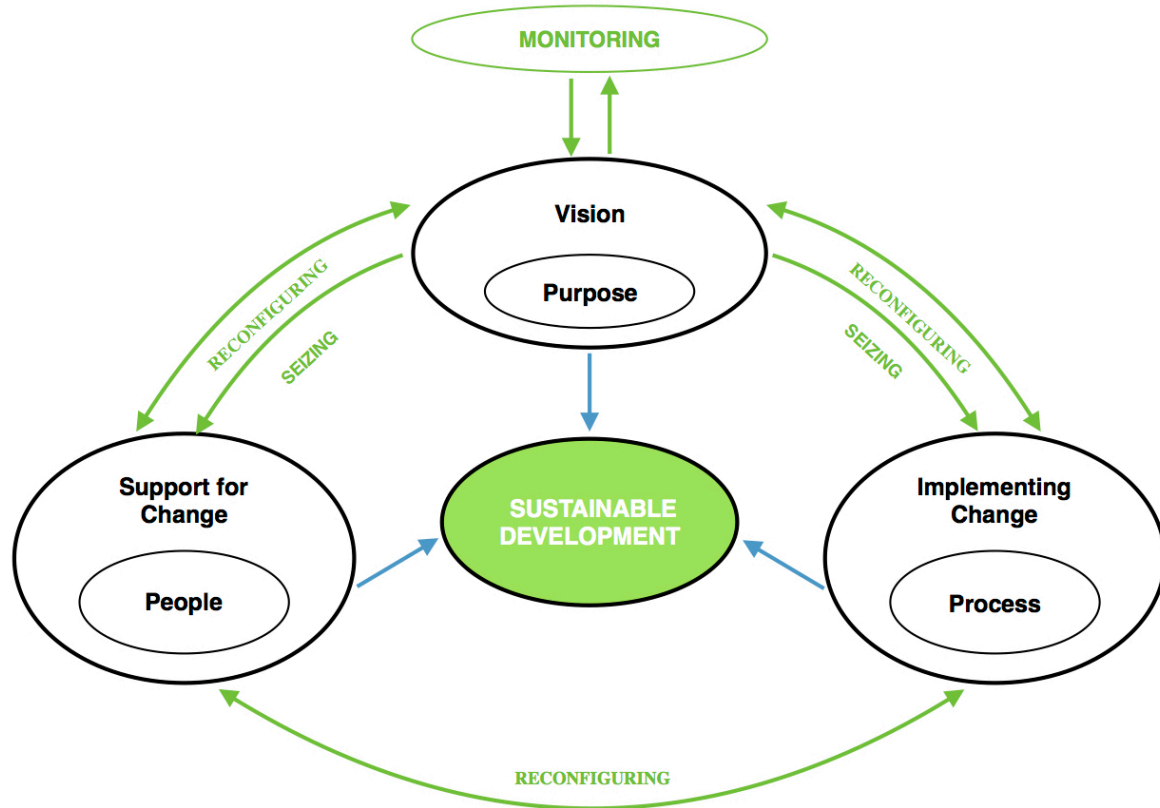 MONITORING
Vision
Purpose
RECONFIGURING
SEIZING
RECONFIGURING
SEIZING
Support for
Change
People
SUSTAINABLE
DEVELOPMENT
Implementing
Change
Process
RECONFIGURING